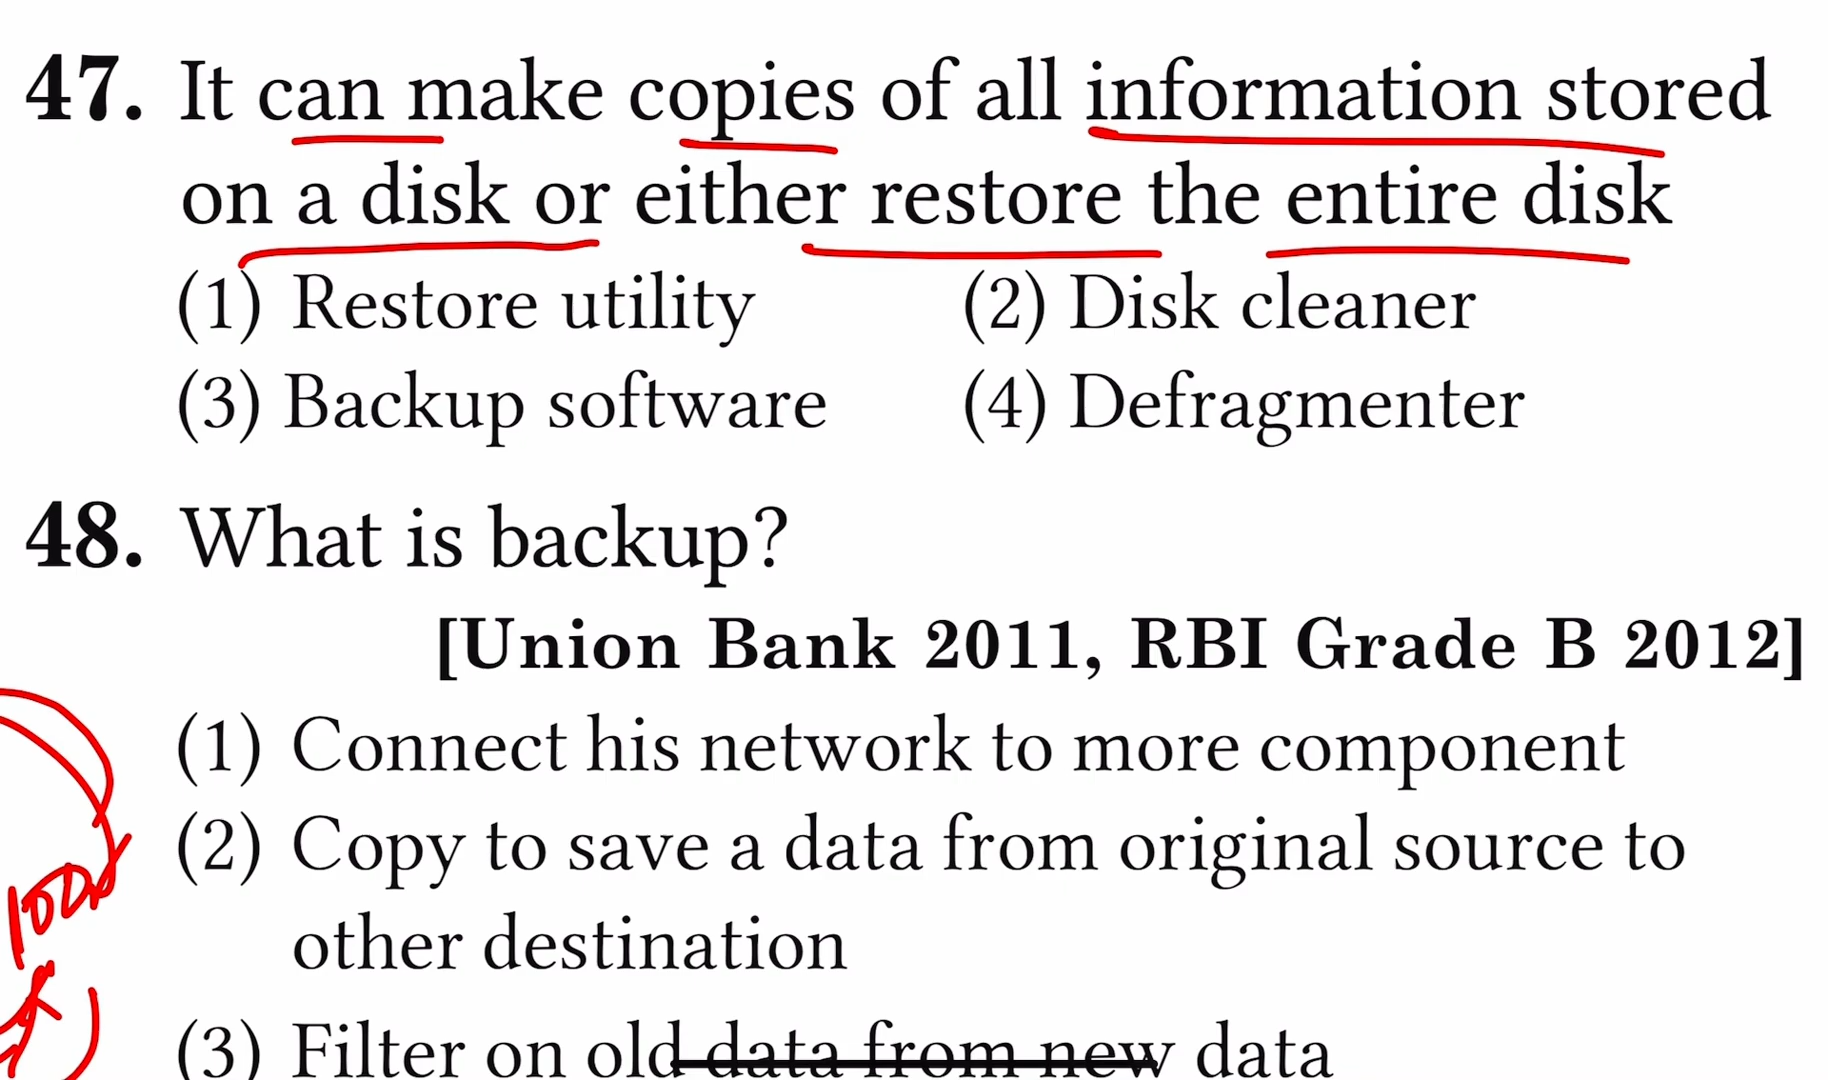 47. It can make copies of all information stored
on a disk or either restore the entire disk
(1) Restore utility (2) Disk cleaner
(3) Backup software (4) Defragmenter
48. What is backup?
[Union Bank 2011, RBI Grade B 2012]
(1) Connect his network to more component
(2) Copy to save a data from original source to
other destination
(3) Filter on old data from new data